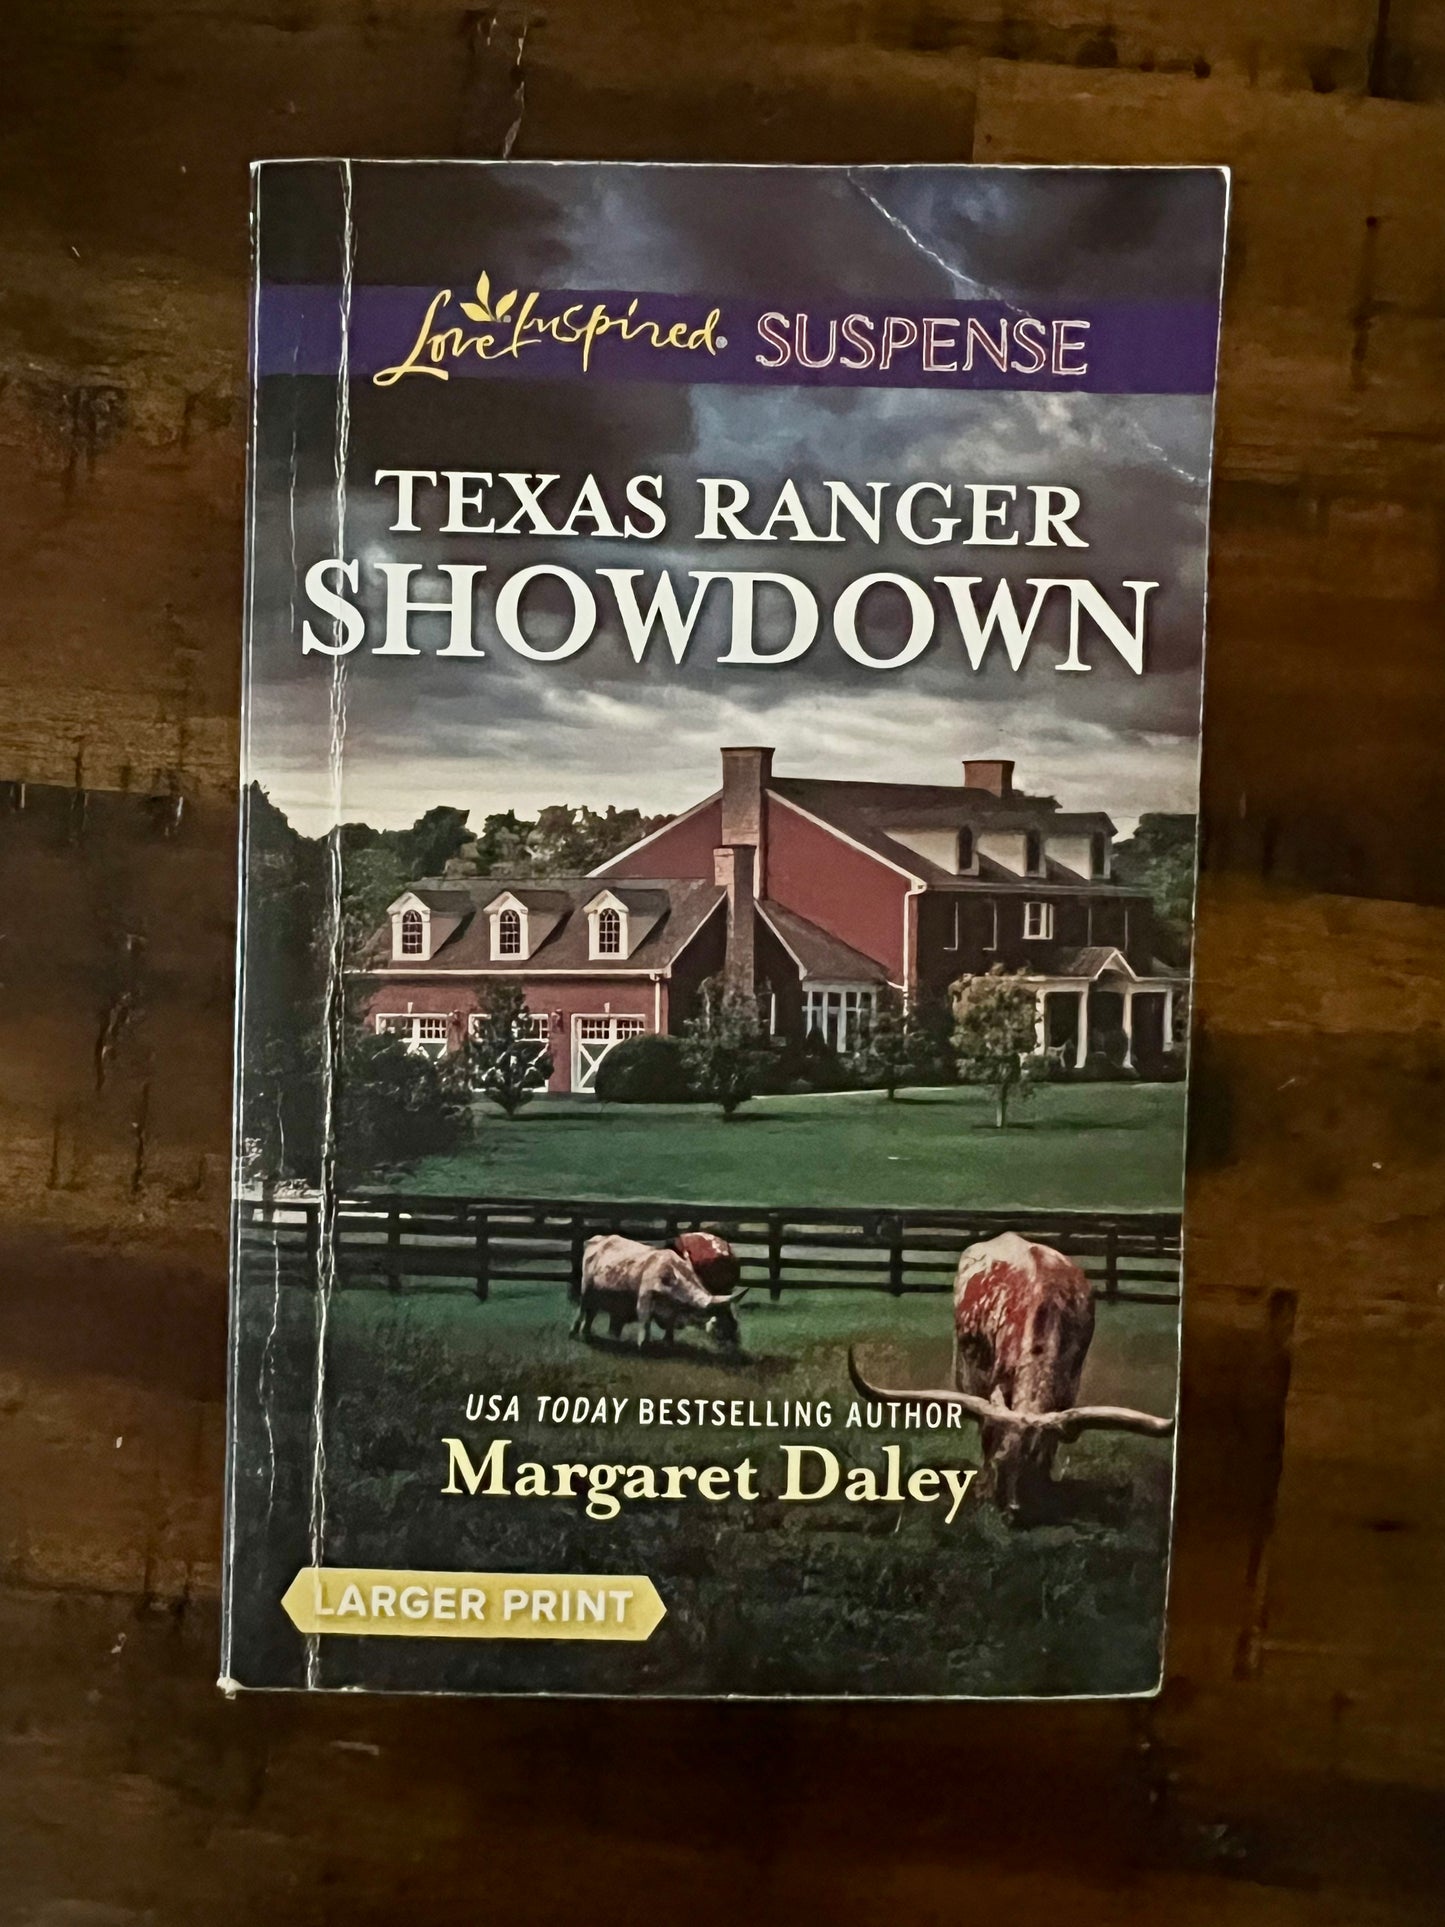 Love Inspired® SUSPENSE
TEXAS RANGER
SHOWDOWN
USA TODAY BESTSELLING AUTHOR
Margaret Daley
LARGER PRINT